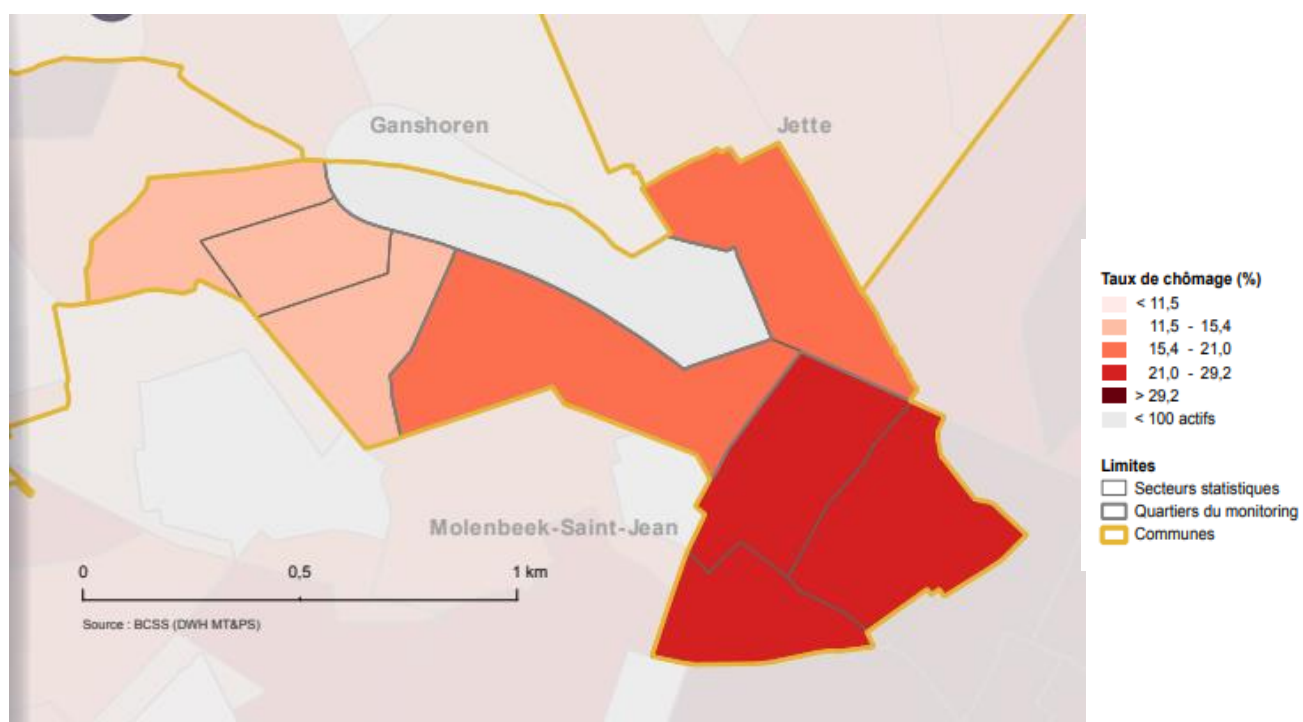 Ganshoren
Jette
Molenbeek-Saint-Jean
0 0,5 1 km
Source : BCSS (DWH MT&PS)
Taux de chômage (%)
< 11,5
11,5 - 15,4
15,4 - 21,0
21,0 - 29,2
> 29,2
< 100 actifs
Limites
Secteurs statistiques
Quartiers du monitoring
Communes